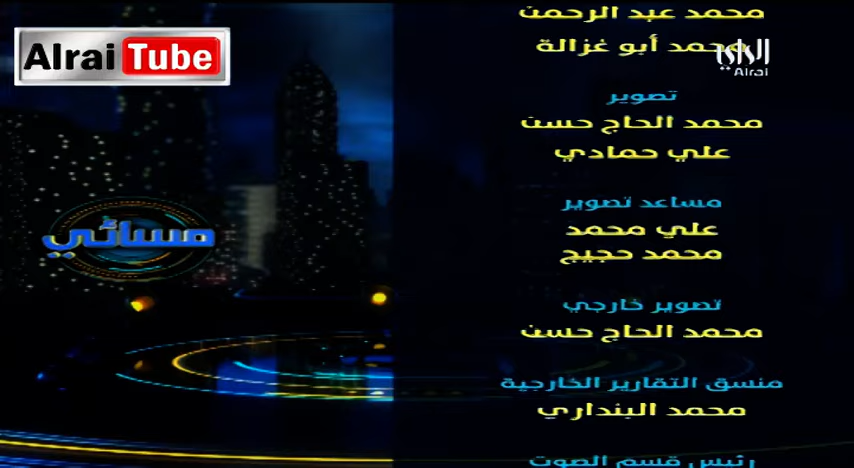 Alrai Tube
محمد عبد الرحمن
محمد أبو غزالة
الراي
Alrai
تصوير
محمد الحاج حسن
علي حمادي
مساعد تصوير
علي محمد
محمد حجيج
مسائي
تصوير خارجي
محمد الحاج حسن
منسق التقارير الخارجية
محمد البنداري
رئيس قسم الصوت